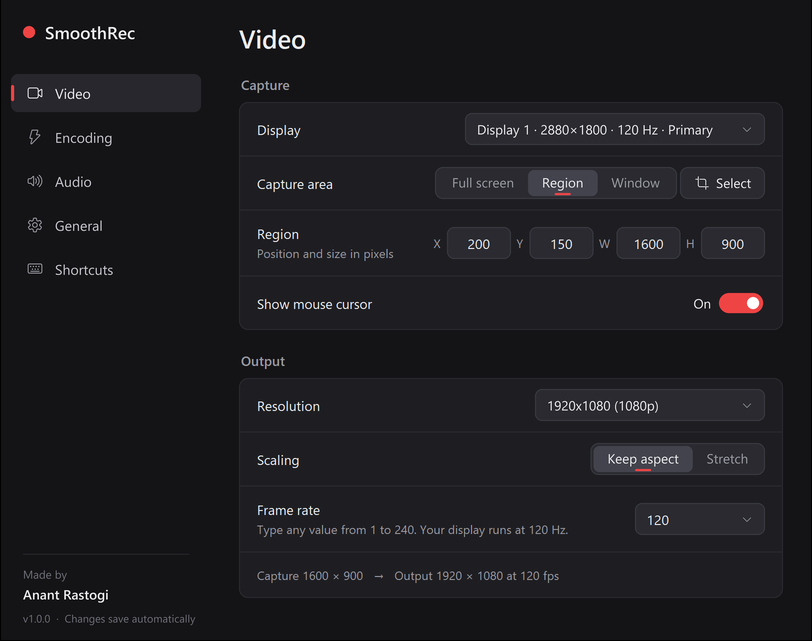 SmoothRec
Video
Encoding
Audio
General
Shortcuts
Made by
Anant Rastogi
v1.0.0 · Changes save automatically
Video
Capture
Display
Display 1 · 2880×1800 · 120 Hz · Primary
Capture area
Full screen Region Window Select
Region
Position and size in pixels
X 200 Y 150 W 1600 H 900
Show mouse cursor
On
Output
Resolution
1920x1080 (1080p)
Scaling
Keep aspect Stretch
Frame rate
Type any value from 1 to 240. Your display runs at 120 Hz.
120
Capture 1600 × 900 → Output 1920 × 1080 at 120 fps